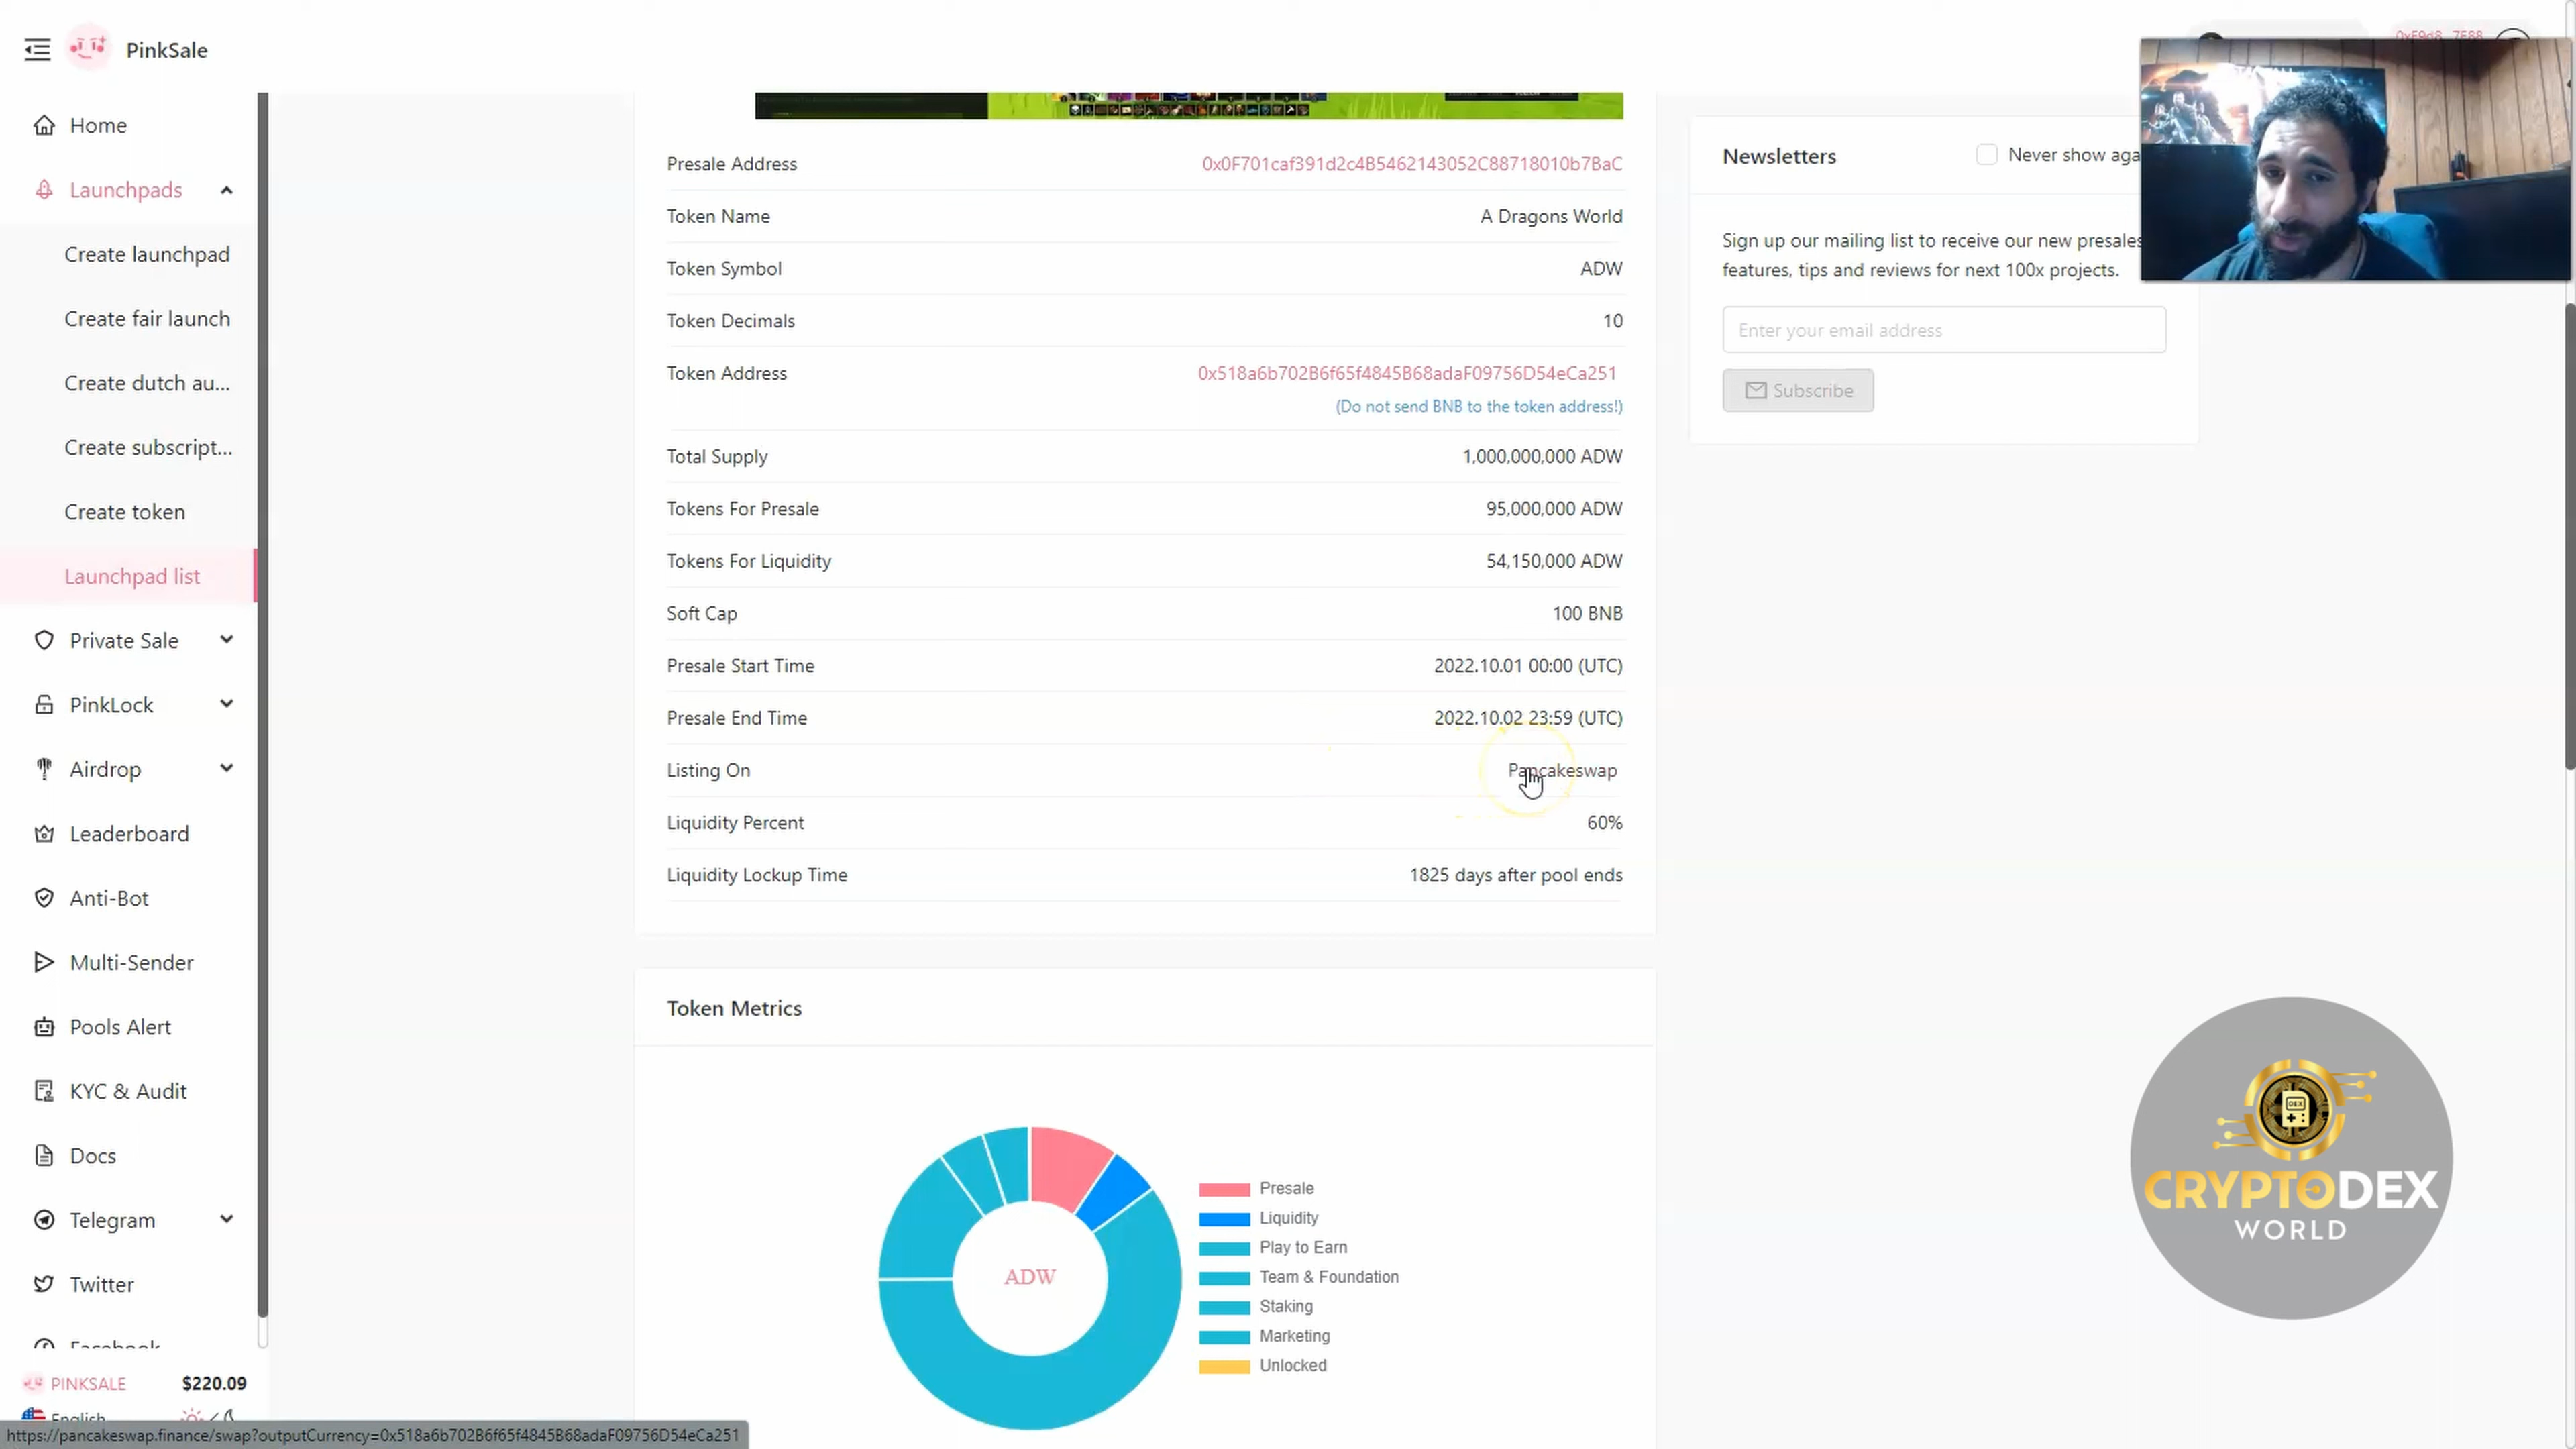 PinkSale
Home
Launchpads
Create launchpad
Create fair launch
Create dutch au...
Create subscript...
Create token
Launchpad list
Private Sale
PinkLock
Airdrop
Leaderboard
Anti-Bot
Multi-Sender
Pools Alert
KYC & Audit
Docs
Telegram
Twitter
Facebook
PINKSALE $220.09
English
Presale Address 0x0F701caf391d2c4B5462143052C88718010b7BaC
Token Name A Dragons World
Token Symbol ADW
Token Decimals 10
Token Address 0x518a6b702B6f65f4845B68adaF09756D54eCa251
(Do not send BNB to the token address!)
Total Supply 1,000,000,000 ADW
Tokens For Presale 95,000,000 ADW
Tokens For Liquidity 54,150,000 ADW
Soft Cap 100 BNB
Presale Start Time 2022.10.01 00:00 (UTC)
Presale End Time 2022.10.02 23:59 (UTC)
Listing On Pancakeswap
Liquidity Percent 60%
Liquidity Lockup Time 1825 days after pool ends
Token Metrics
ADW
Presale
Liquidity
Play to Earn
Team & Foundation
Staking
Marketing
Unlocked
Newsletters Never show aga
Sign up our mailing list to receive our new presales
features, tips and reviews for next 100x projects.
Enter your email address
Subscribe
DEX
CRYPTODEX
WORLD
https://pancakeswap.finance/swap?outputCurrency=0x518a6b702B6f65f4845B68adaF09756D54eCa251